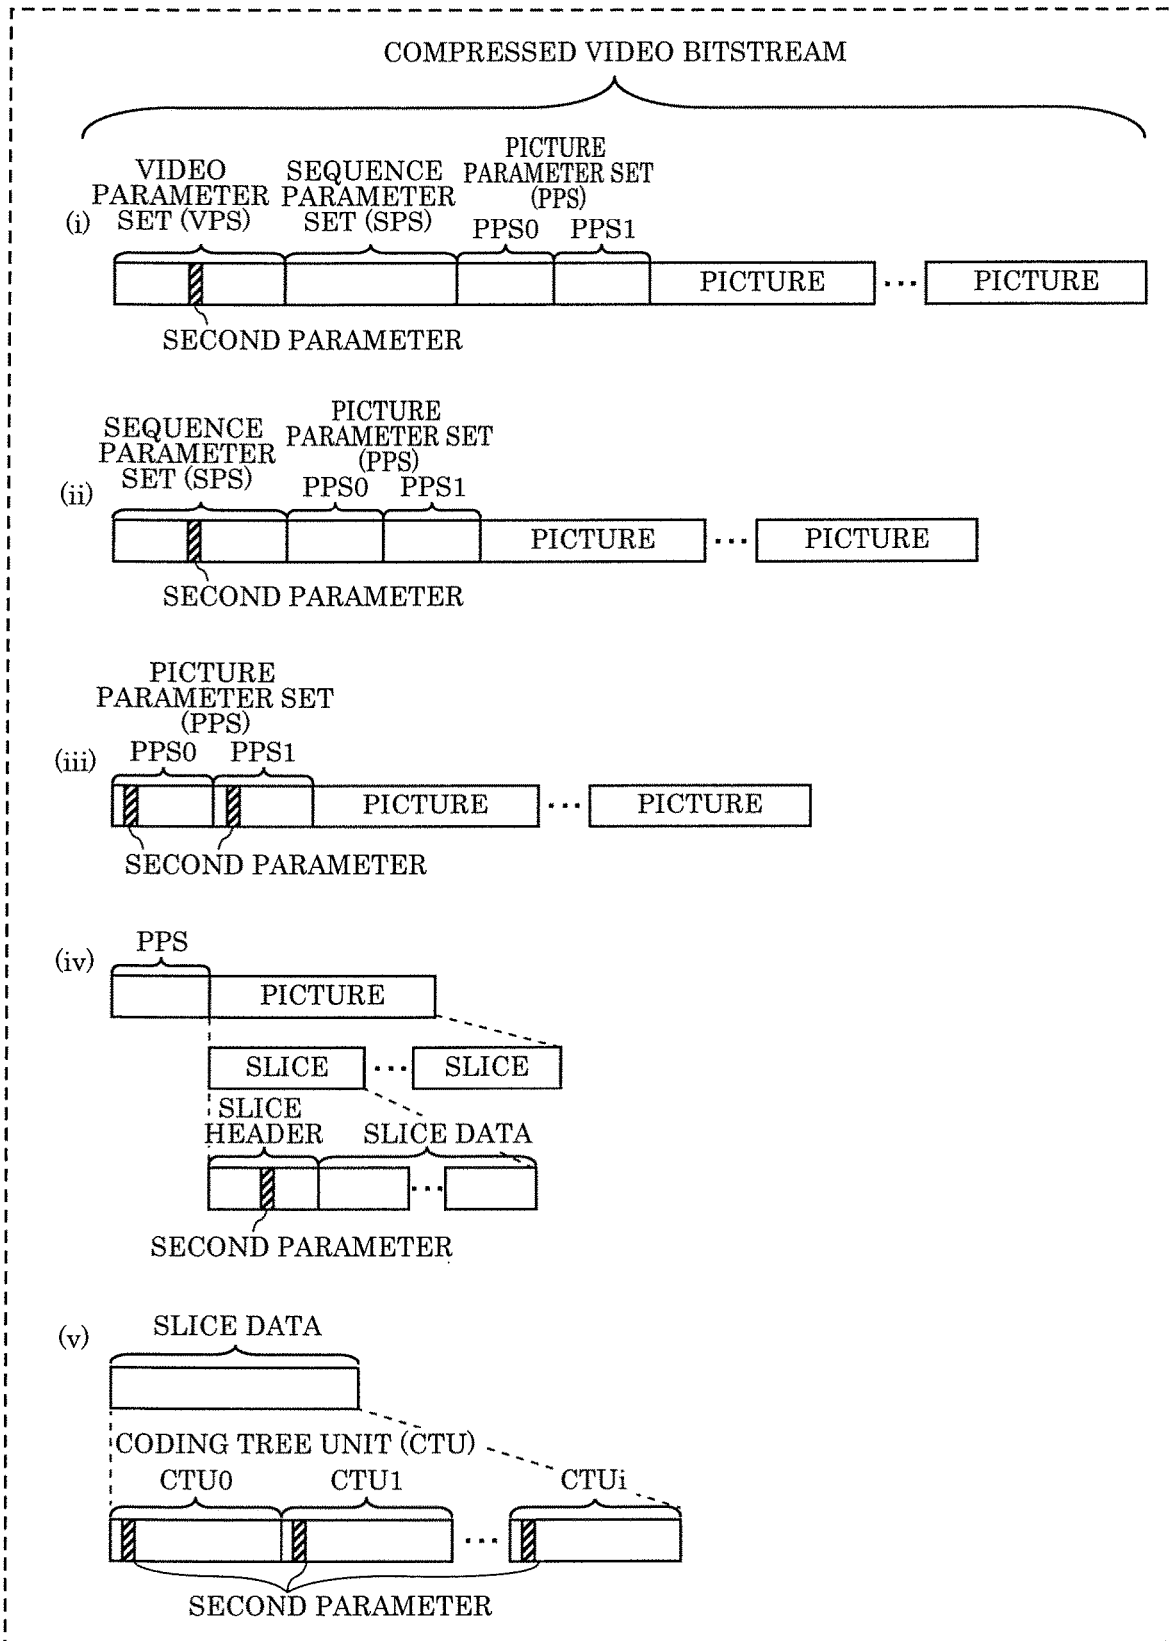 COMPRESSED VIDEO BITSTREAM
(i)
VIDEO
PARAMETER
SET (VPS)
SEQUENCE
PARAMETER
SET (SPS)
PICTURE
PARAMETER SET
(PPS)
PPS0 PPS1
PICTURE ... PICTURE
SECOND PARAMETER
(ii)
SEQUENCE
PARAMETER
SET (SPS)
PICTURE
PARAMETER SET
(PPS)
PPS0 PPS1
PICTURE ... PICTURE
SECOND PARAMETER
(iii)
PICTURE
PARAMETER SET
(PPS)
PPS0 PPS1
PICTURE ... PICTURE
SECOND PARAMETER
(iv)
PPS
PICTURE
SLICE ... SLICE
SLICE
HEADER
SLICE DATA
...
SECOND PARAMETER
(v)
SLICE DATA
CODING TREE UNIT (CTU)
CTU0 CTU1 CTUi
...
SECOND PARAMETER